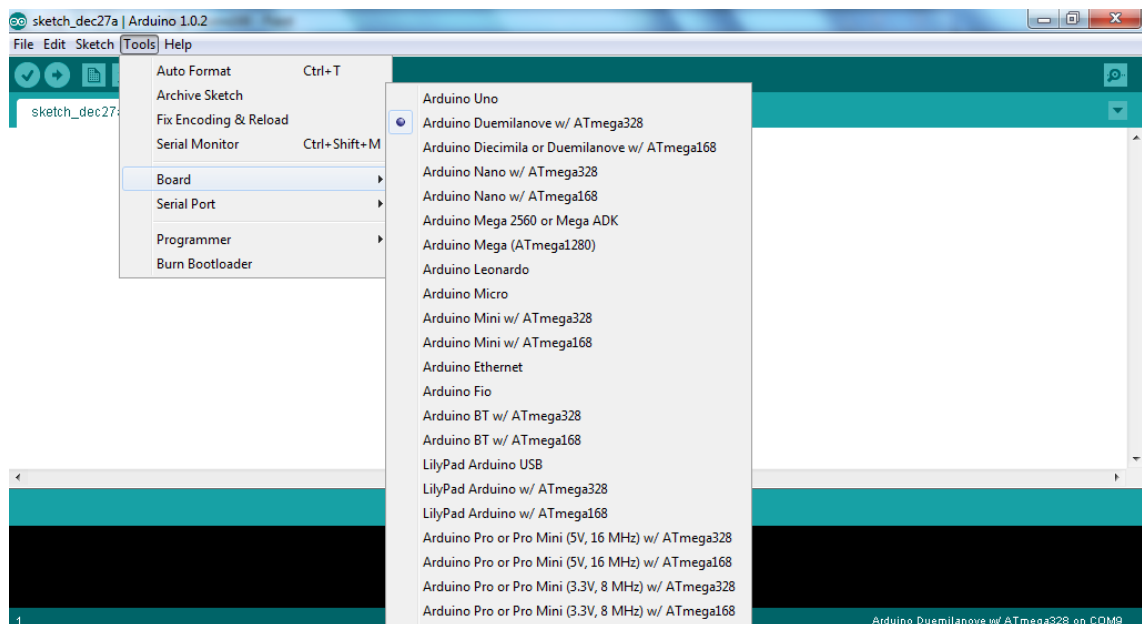 sketch_dec27a | Arduino 1.0.2
File Edit Sketch Tools Help
Auto Format Ctrl+T
Archive Sketch
Fix Encoding & Reload
Serial Monitor Ctrl+Shift+M
Board
Serial Port
Programmer
Burn Bootloader
sketch_dec27a
Arduino Uno
Arduino Duemilanove w/ ATmega328
Arduino Diecimila or Duemilanove w/ ATmega168
Arduino Nano w/ ATmega328
Arduino Nano w/ ATmega168
Arduino Mega 2560 or Mega ADK
Arduino Mega (ATmega1280)
Arduino Leonardo
Arduino Micro
Arduino Mini w/ ATmega328
Arduino Mini w/ ATmega168
Arduino Ethernet
Arduino Fio
Arduino BT w/ ATmega328
Arduino BT w/ ATmega168
LilyPad Arduino USB
LilyPad Arduino w/ ATmega328
LilyPad Arduino w/ ATmega168
Arduino Pro or Pro Mini (5V, 16 MHz) w/ ATmega328
Arduino Pro or Pro Mini (5V, 16 MHz) w/ ATmega168
Arduino Pro or Pro Mini (3.3V, 8 MHz) w/ ATmega328
Arduino Pro or Pro Mini (3.3V, 8 MHz) w/ ATmega168
1
Arduino Duemilanove w/ ATmega328 on COM9